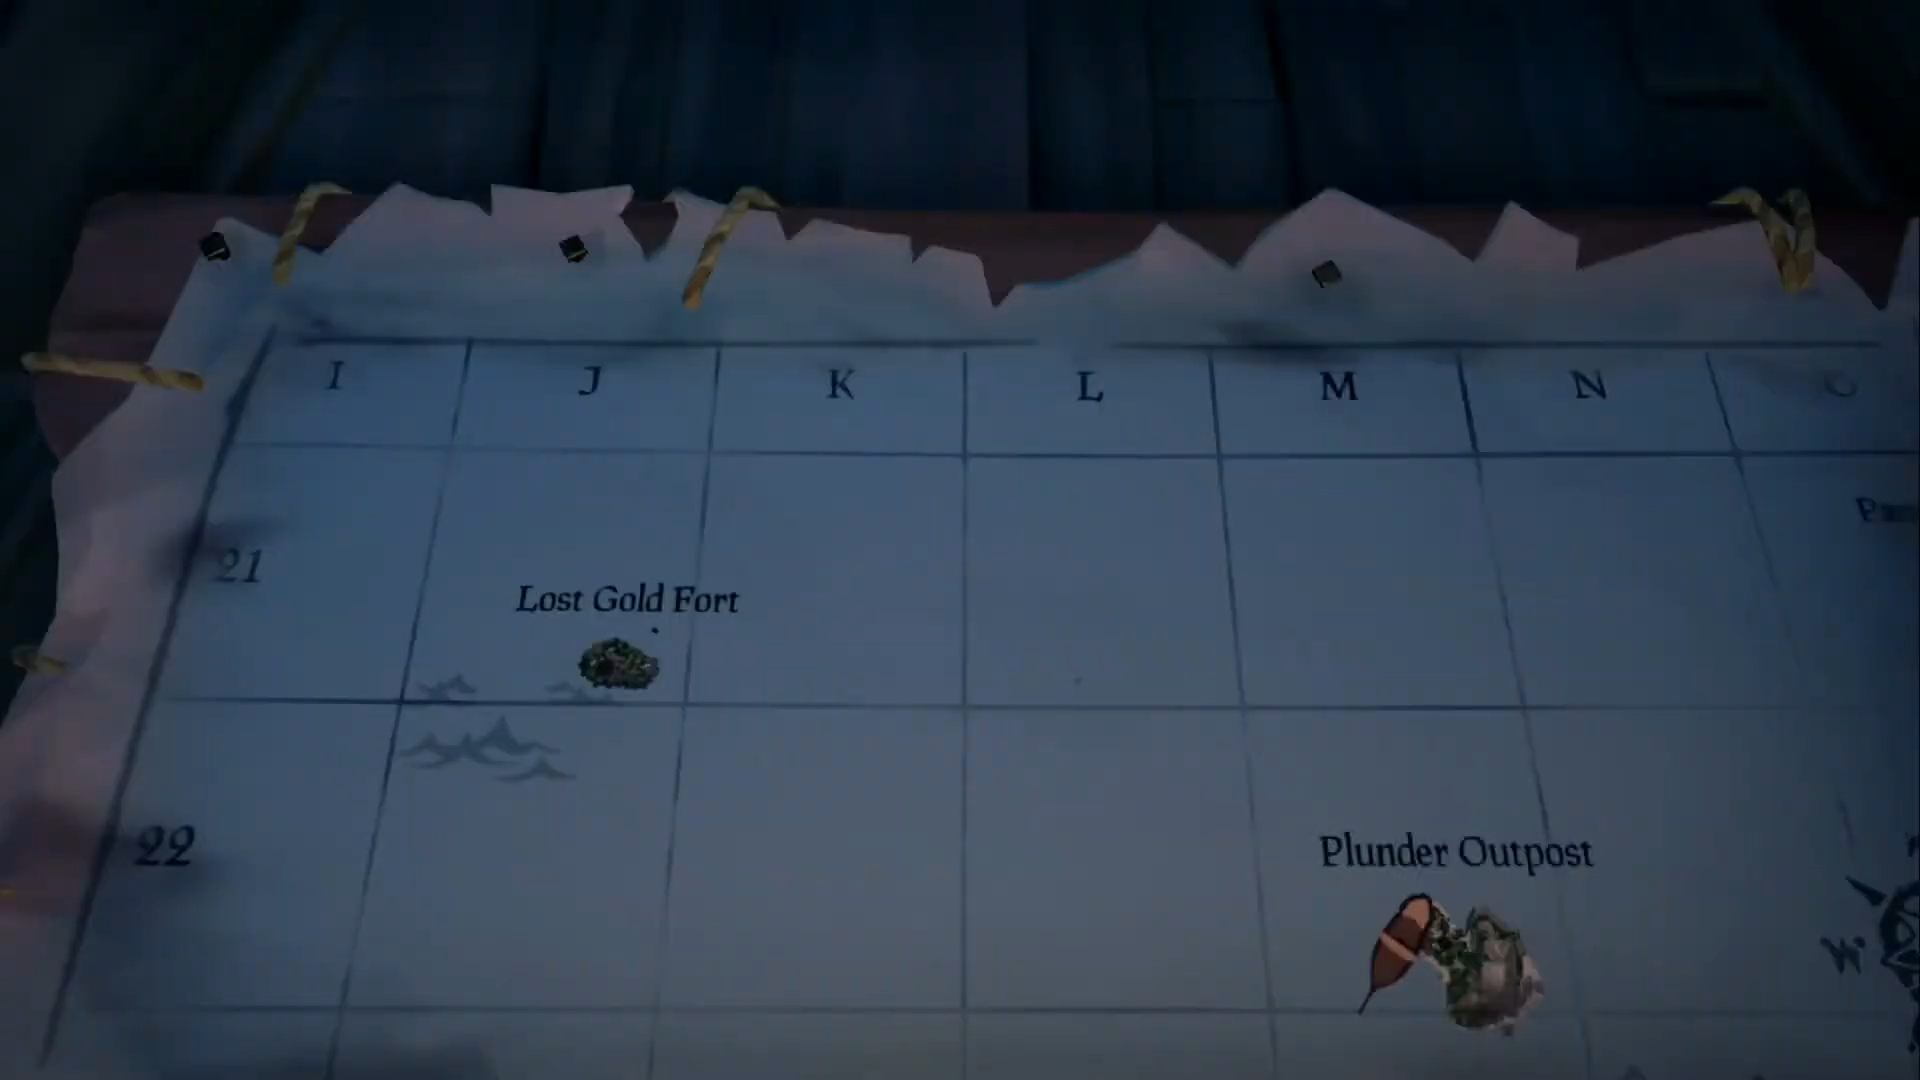 I J K L M N O
21
Lost Gold Fort
22
Plunder Outpost
W